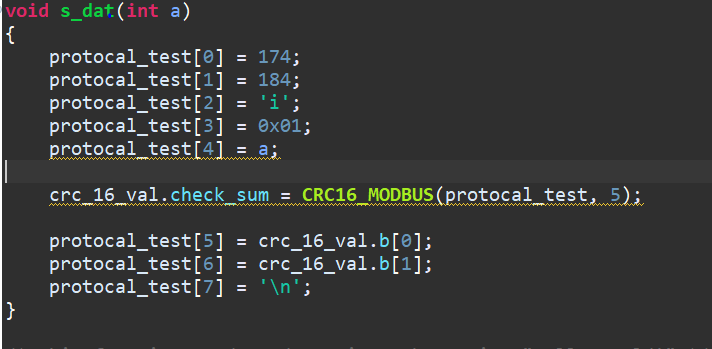 void s_dat(int a)
{
    protocal_test[0] = 174;
    protocal_test[1] = 184;
    protocal_test[2] = 'i';
    protocal_test[3] = 0x01;
    protocal_test[4] = a;
    crc_16_val.check_sum = CRC16_MODBUS(protocal_test, 5);
    protocal_test[5] = crc_16_val.b[0];
    protocal_test[6] = crc_16_val.b[1];
    protocal_test[7] = '\n';
}